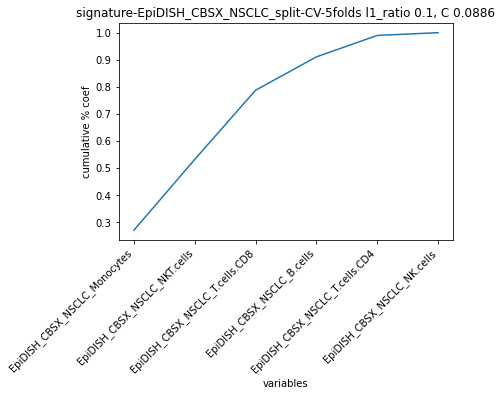 signature-EpiDISH_CBSX_NSCLC_split-CV-5folds l1_ratio 0.1, C 0.0886
cumulative % coef
1.0
0.9
0.8
0.7
0.6
0.5
0.4
0.3
EpiDISH_CBSX_NSCLC_Monocytes
EpiDISH_CBSX_NSCLC_NKT.cells
EpiDISH_CBSX_NSCLC_T.cells.CD8
EpiDISH_CBSX_NSCLC_B.cells
EpiDISH_CBSX_NSCLC_T.cells.CD4
EpiDISH_CBSX_NSCLC_NK.cells
variables